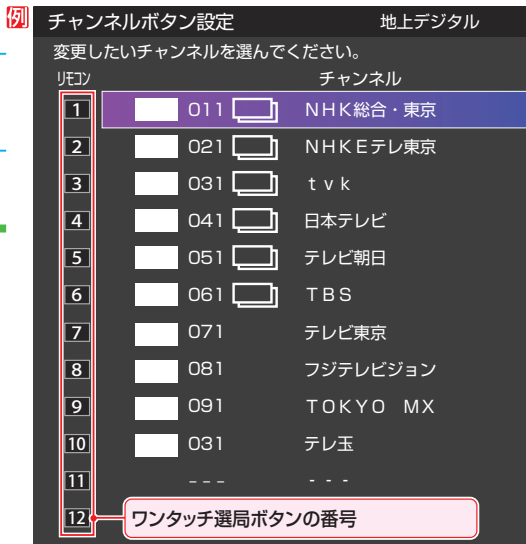 例
チャンネルボタン設定 地上デジタル
変更したいチャンネルを選んでください。
リモコン チャンネル
1 011 NHK総合・東京
2 021 NHKEテレ東京
3 031 tvk
4 041 日本テレビ
5 051 テレビ朝日
6 061 TBS
7 071 テレビ東京
8 081 フジテレビジョン
9 091 TOKYO MX
10 031 テレ玉
11 --- ---
12 ワンタッチ選局ボタンの番号